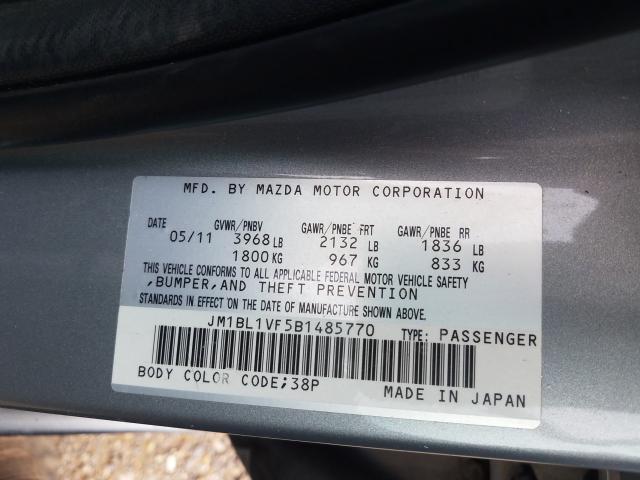 MFD. BY MAZDA MOTOR CORPORATION
DATE GVWR/PNBV GAWR/PNBE FRT GAWR/PNBE RR
05/11 3968 LB 2132 LB 1836 LB
1800 KG 967 KG 833 KG
THIS VEHICLE CONFORMS TO ALL APPLICABLE FEDERAL MOTOR VEHICLE SAFETY
,BUMPER,AND THEFT PREVENTION
STANDARDS IN EFFECT ON THE DATE OF MANUFACTURE SHOWN ABOVE.
JM1BL1VF5B1485770 TYPE: PASSENGER
BODY COLOR CODE;38P MADE IN JAPAN